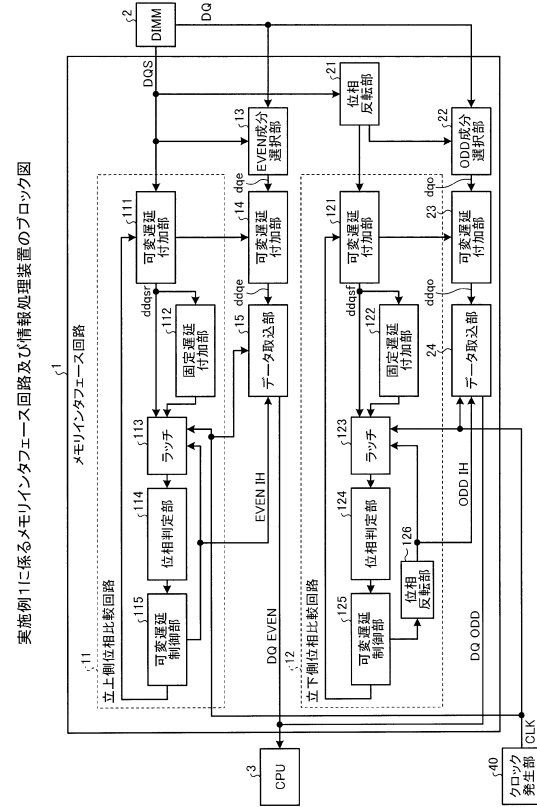 実施例1に係るメモリインタフェース回路及び情報処理装置のブロック図
1
メモリインタフェース回路
2
DIMM
DQS
DQ
11
立上側位相比較回路
111
可変遅延
付加部
ddqsr
112
固定遅延
付加部
113
ラッチ
114
位相判定部
115
可変遅延
制御部
13
EVEN成分
選択部
dqe
14
可変遅延
付加部
ddqe
15
データ取込部
EVEN IH
DQ EVEN
21
位相
反転部
12
立下側位相比較回路
121
可変遅延
付加部
ddqsf
122
固定遅延
付加部
123
ラッチ
124
位相判定部
125
可変遅延
制御部
126
位相
反転部
22
ODD成分
選択部
dqo
23
可変遅延
付加部
ddqo
24
データ取込部
ODD IH
DQ ODD
3
CPU
40
クロック
発生部
CLK